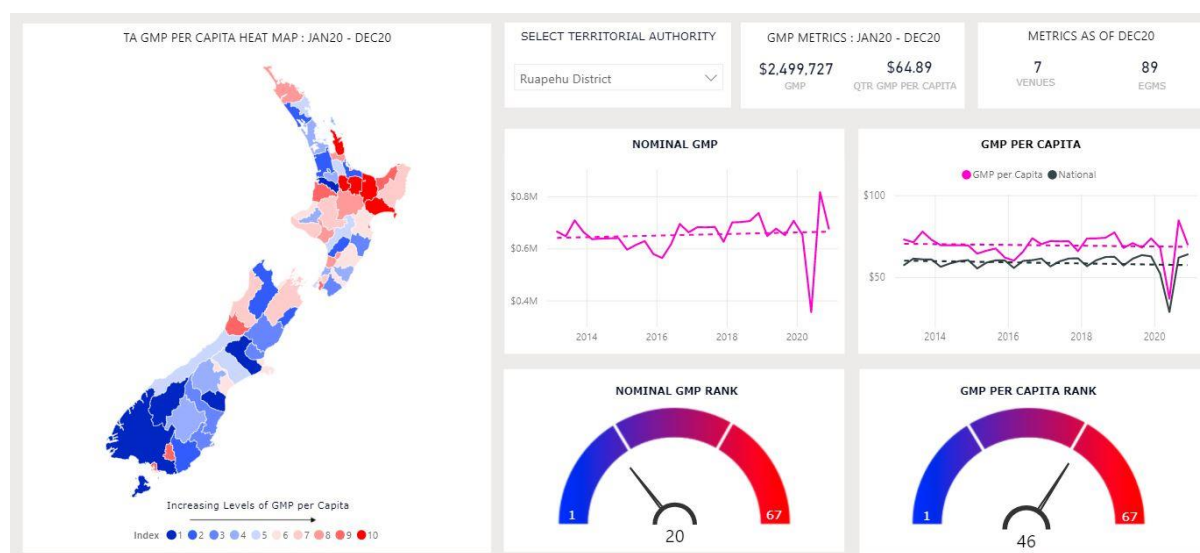 TA GMP PER CAPITA HEAT MAP : JAN20 - DEC20
Increasing Levels of GMP per Capita
Index 1 2 3 4 5 6 7 8 9 10
SELECT TERRITORIAL AUTHORITY
Ruapehu District
GMP METRICS : JAN20 - DEC20
$2,499,727 $64.89
GMP QTR GMP PER CAPITA
METRICS AS OF DEC20
7 89
VENUES EGMS
NOMINAL GMP
$0.8M
$0.6M
$0.4M
2014 2016 2018 2020
GMP PER CAPITA
GMP per Capita National
$100
$50
2014 2016 2018 2020
NOMINAL GMP RANK
1 67
20
GMP PER CAPITA RANK
1 67
46